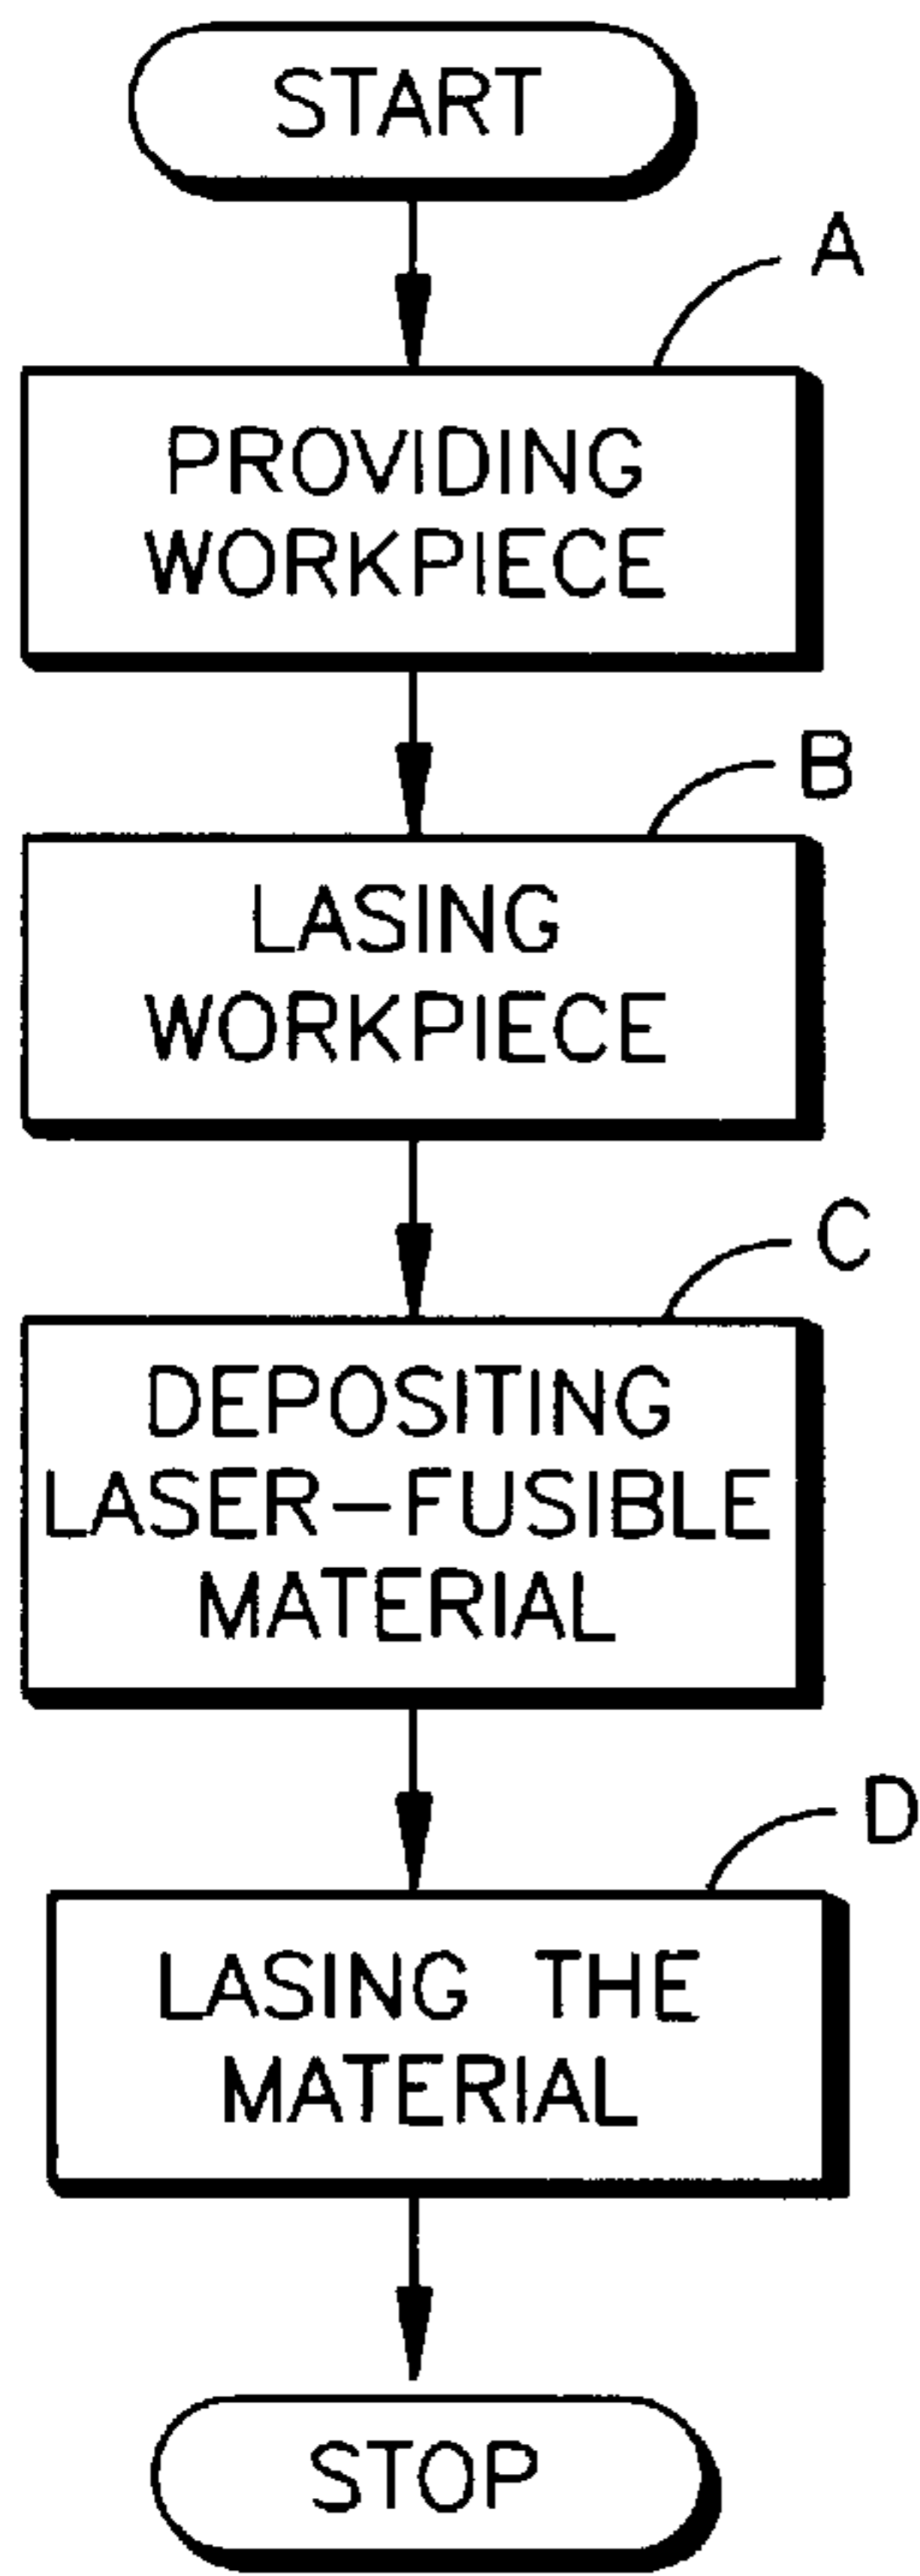 START
A
PROVIDING
WORKPIECE
B
LASING
WORKPIECE
C
DEPOSITING
LASER-FUSIBLE
MATERIAL
D
LASING THE
MATERIAL
STOP